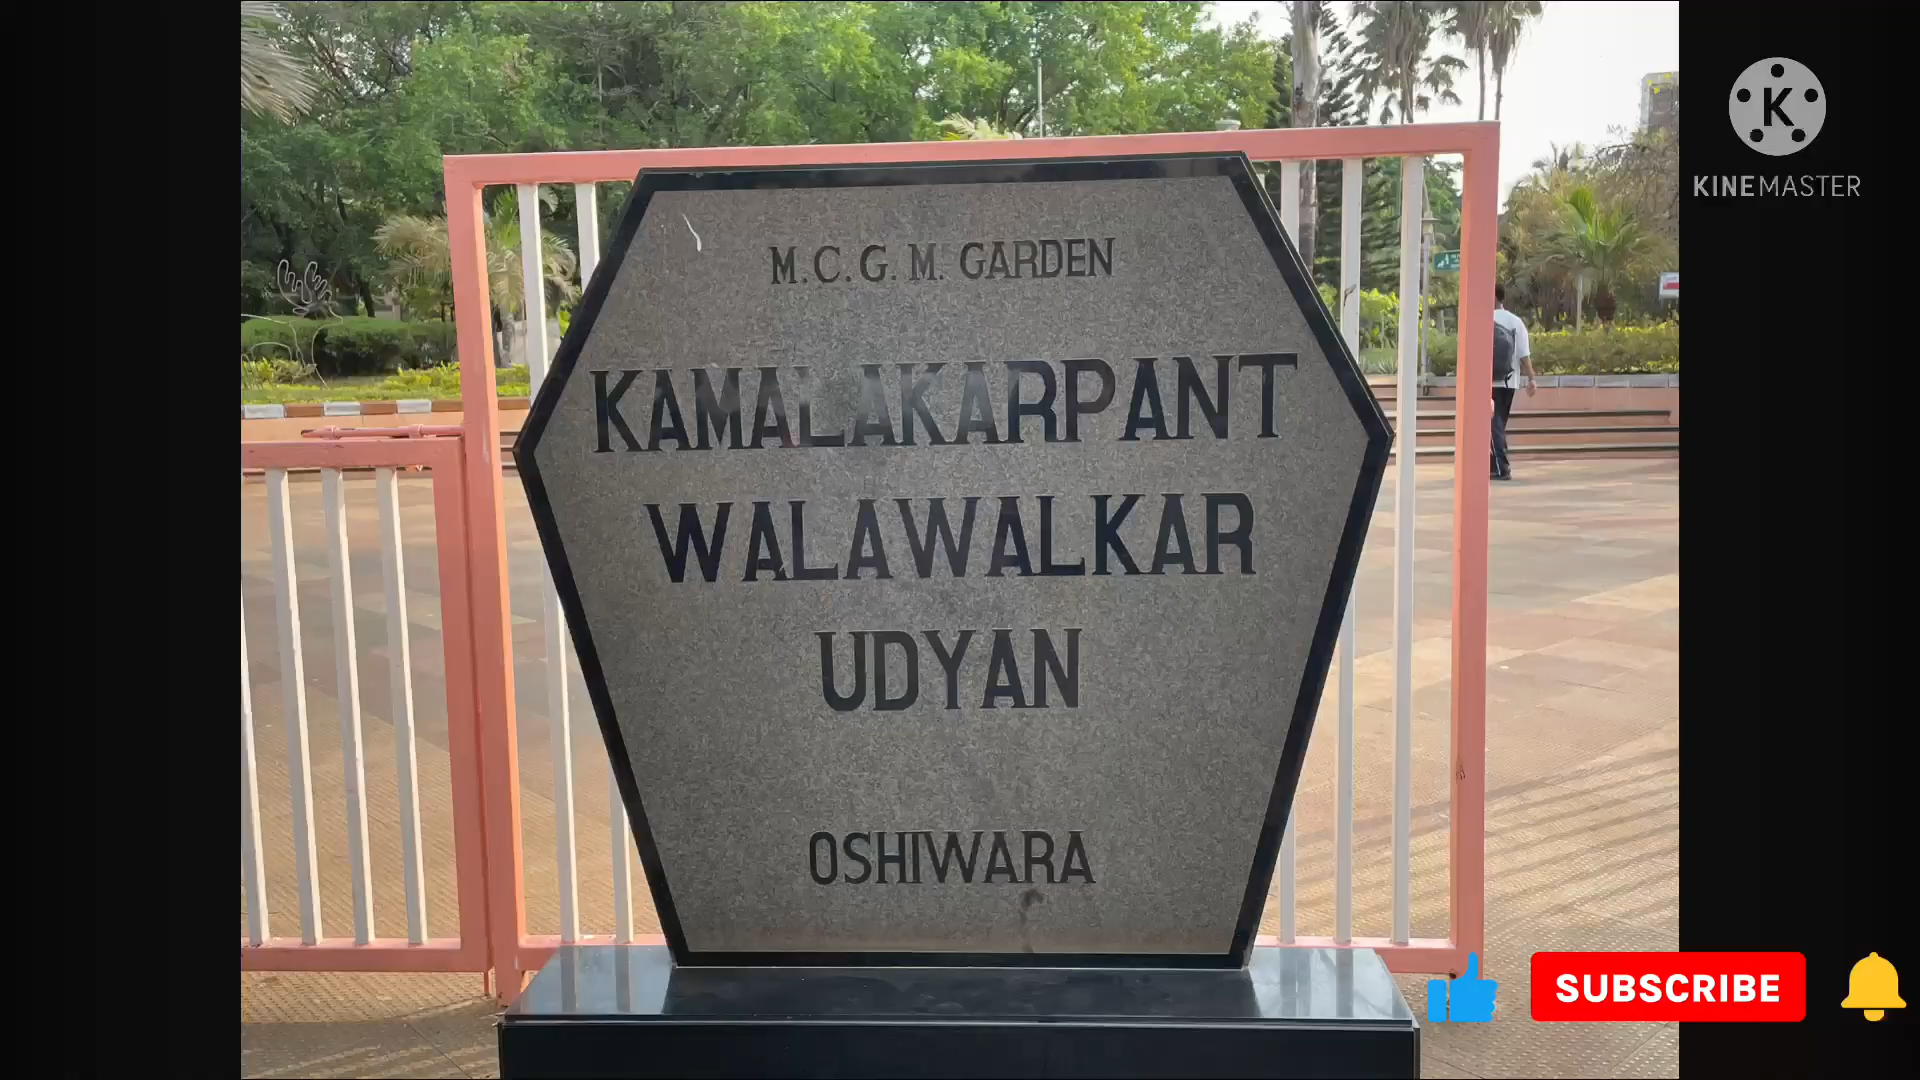 M.C.G.M. GARDEN
KAMALAKARPANT
WALAWALKAR
UDYAN
OSHIWARA
K
KINEMASTER
SUBSCRIBE